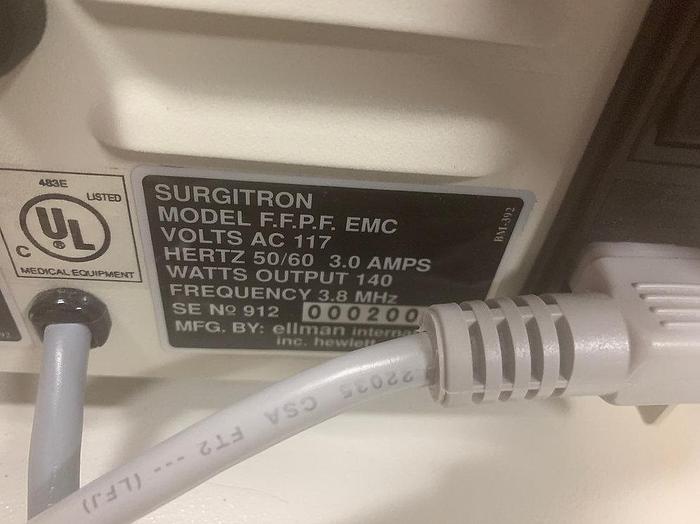 483E
LISTED
UL
®
C
MEDICAL EQUIPMENT
SURGITRON
MODEL F.F.P.F. EMC
VOLTS AC 117
HERTZ 50/60 3.0 AMPS
WATTS OUTPUT 140
FREQUENCY 3.8 MHz
SE Nº 912 000200
MFG. BY: ellman interna
inc. hewlett
BM-392
22035 CSA FT2 --- (LFJ)